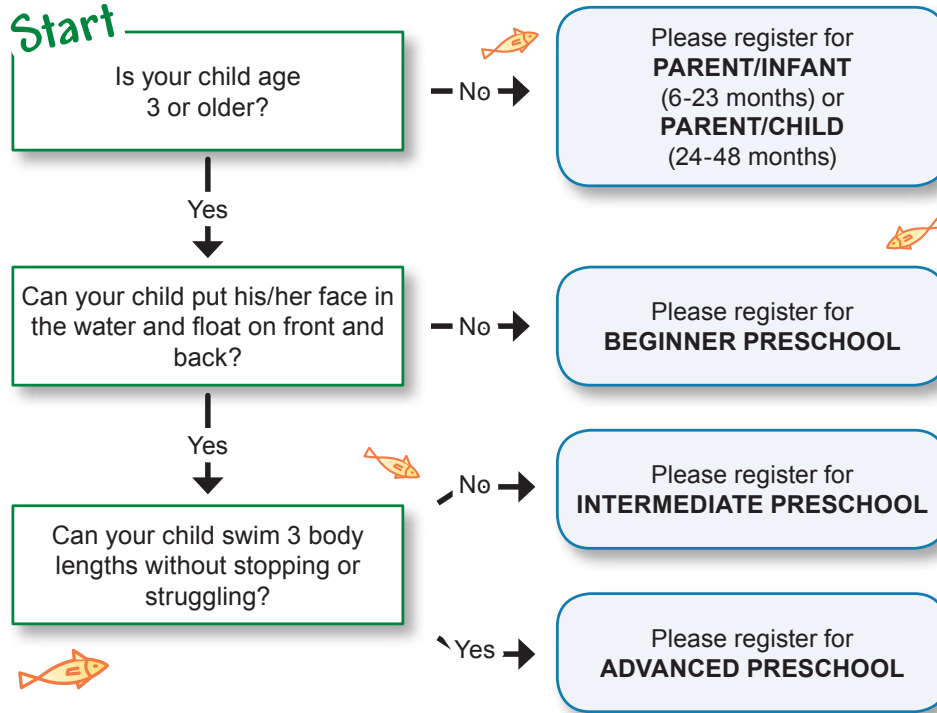 Start
Is your child age
3 or older?
No
Please register for
PARENT/INFANT
(6-23 months) or
PARENT/CHILD
(24-48 months)
Yes
Can your child put his/her face in
the water and float on front and
back?
No
Please register for
BEGINNER PRESCHOOL
Yes
Can your child swim 3 body
lengths without stopping or
struggling?
No
Please register for
INTERMEDIATE PRESCHOOL
Yes
Please register for
ADVANCED PRESCHOOL